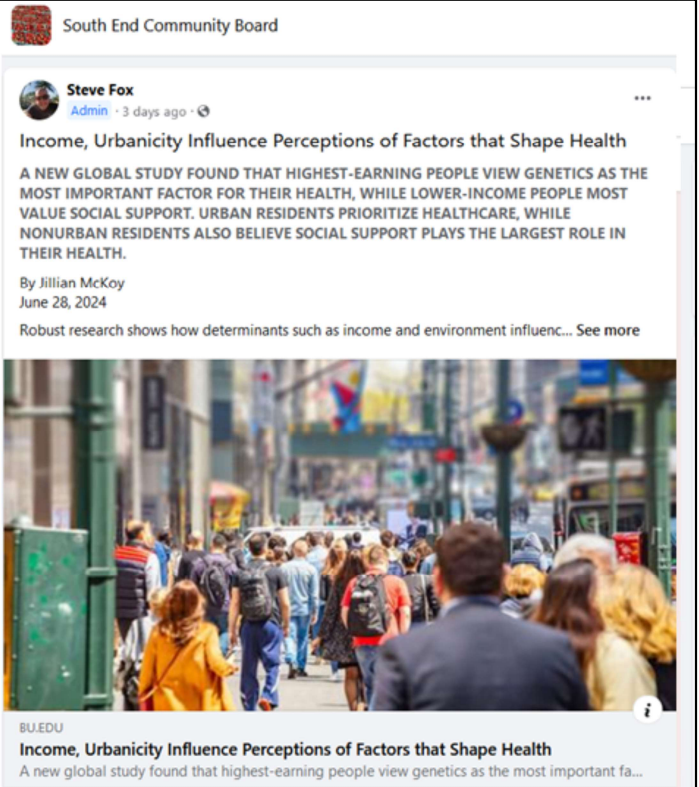 South End Community Board
Steve Fox
Admin · 3 days ago ·
Income, Urbanicity Influence Perceptions of Factors that Shape Health
A NEW GLOBAL STUDY FOUND THAT HIGHEST-EARNING PEOPLE VIEW GENETICS AS THE
MOST IMPORTANT FACTOR FOR THEIR HEALTH, WHILE LOWER-INCOME PEOPLE MOST
VALUE SOCIAL SUPPORT. URBAN RESIDENTS PRIORITIZE HEALTHCARE, WHILE
NONURBAN RESIDENTS ALSO BELIEVE SOCIAL SUPPORT PLAYS THE LARGEST ROLE IN
THEIR HEALTH.
By Jillian McKoy
June 28, 2024
Robust research shows how determinants such as income and environment influenc... See more
BU.EDU
Income, Urbanicity Influence Perceptions of Factors that Shape Health
A new global study found that highest-earning people view genetics as the most important fa...